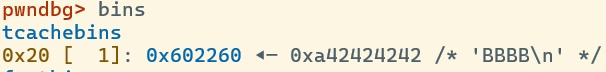 pwndbg> bins
tcachebins
0x20 [  1]: 0x602260 ◂— 0xa42424242 /* 'BBBB\n' */